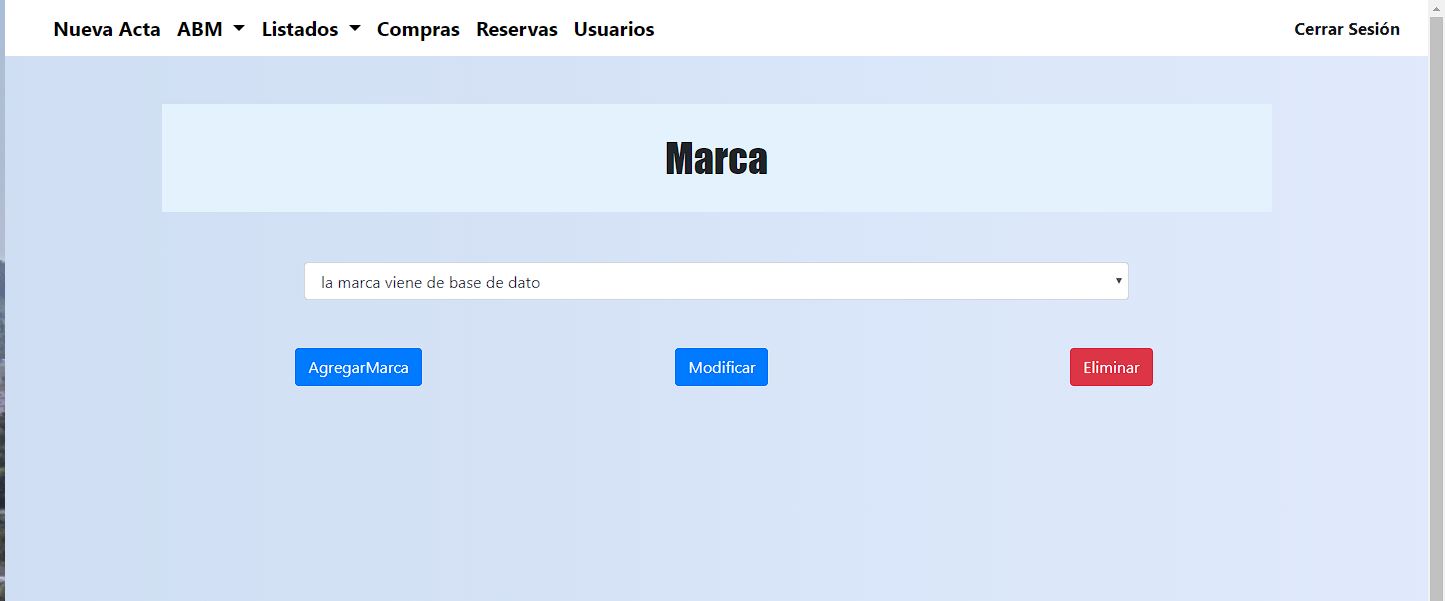 Nueva Acta ABM Listados Compras Reservas Usuarios Cerrar Sesión
Marca
la marca viene de base de dato
AgregarMarca Modificar Eliminar